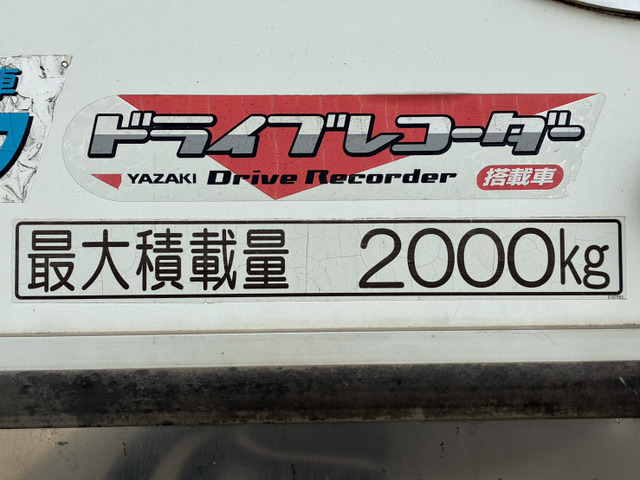 車
ドライブレコーダー
YAZAKI Drive Recorder 搭載車
最大積載量 2000kg